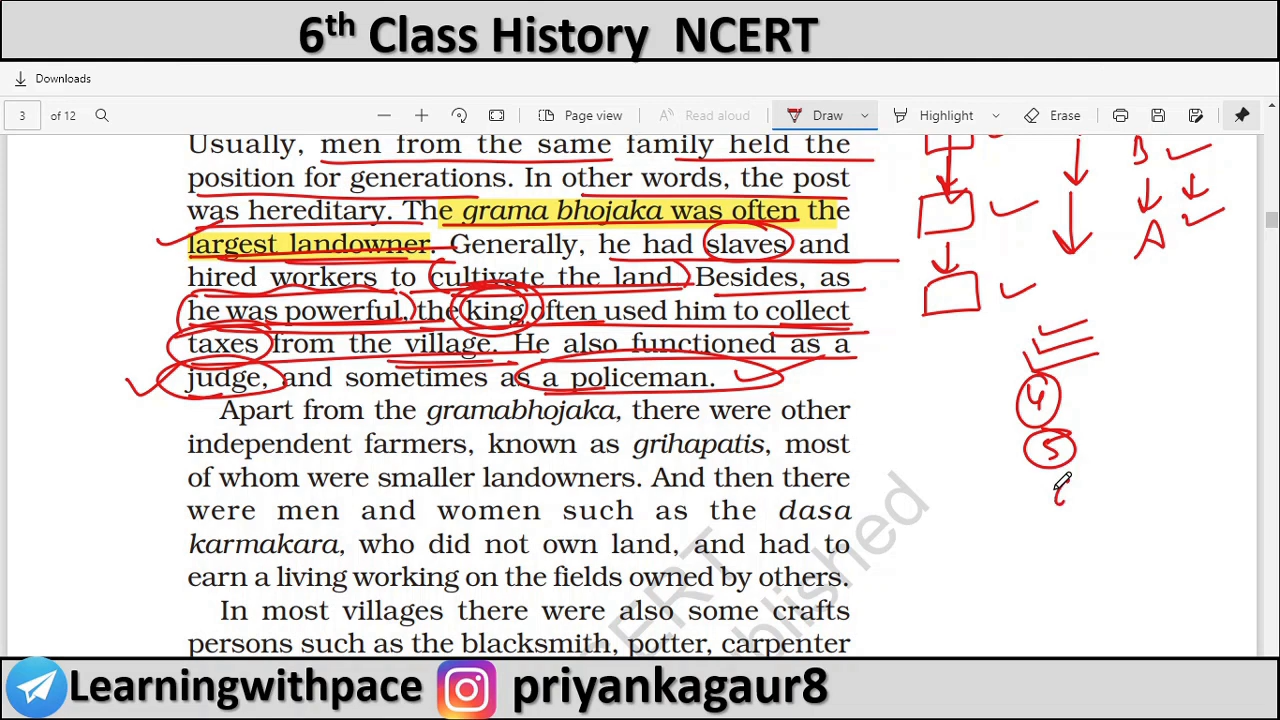 6th Class History NCERT
Downloads
3 of 12 Page view Read aloud Draw Highlight Erase
Usually, men from the same family held the
position for generations. In other words, the post
was hereditary. The grama bhojaka was often the
largest landowner. Generally, he had slaves and
hired workers to cultivate the land. Besides, as
he was powerful, the king often used him to collect
taxes from the village. He also functioned as a
judge, and sometimes as a policeman.
Apart from the gramabhojaka, there were other
independent farmers, known as grihapatis, most
of whom were smaller landowners. And then there
were men and women such as the dasa
karmakara, who did not own land, and had to
earn a living working on the fields owned by others.
In most villages there were also some crafts
persons such as the blacksmith, potter, carpenter
B
A
4
5
Learningwithpace priyankagaur8